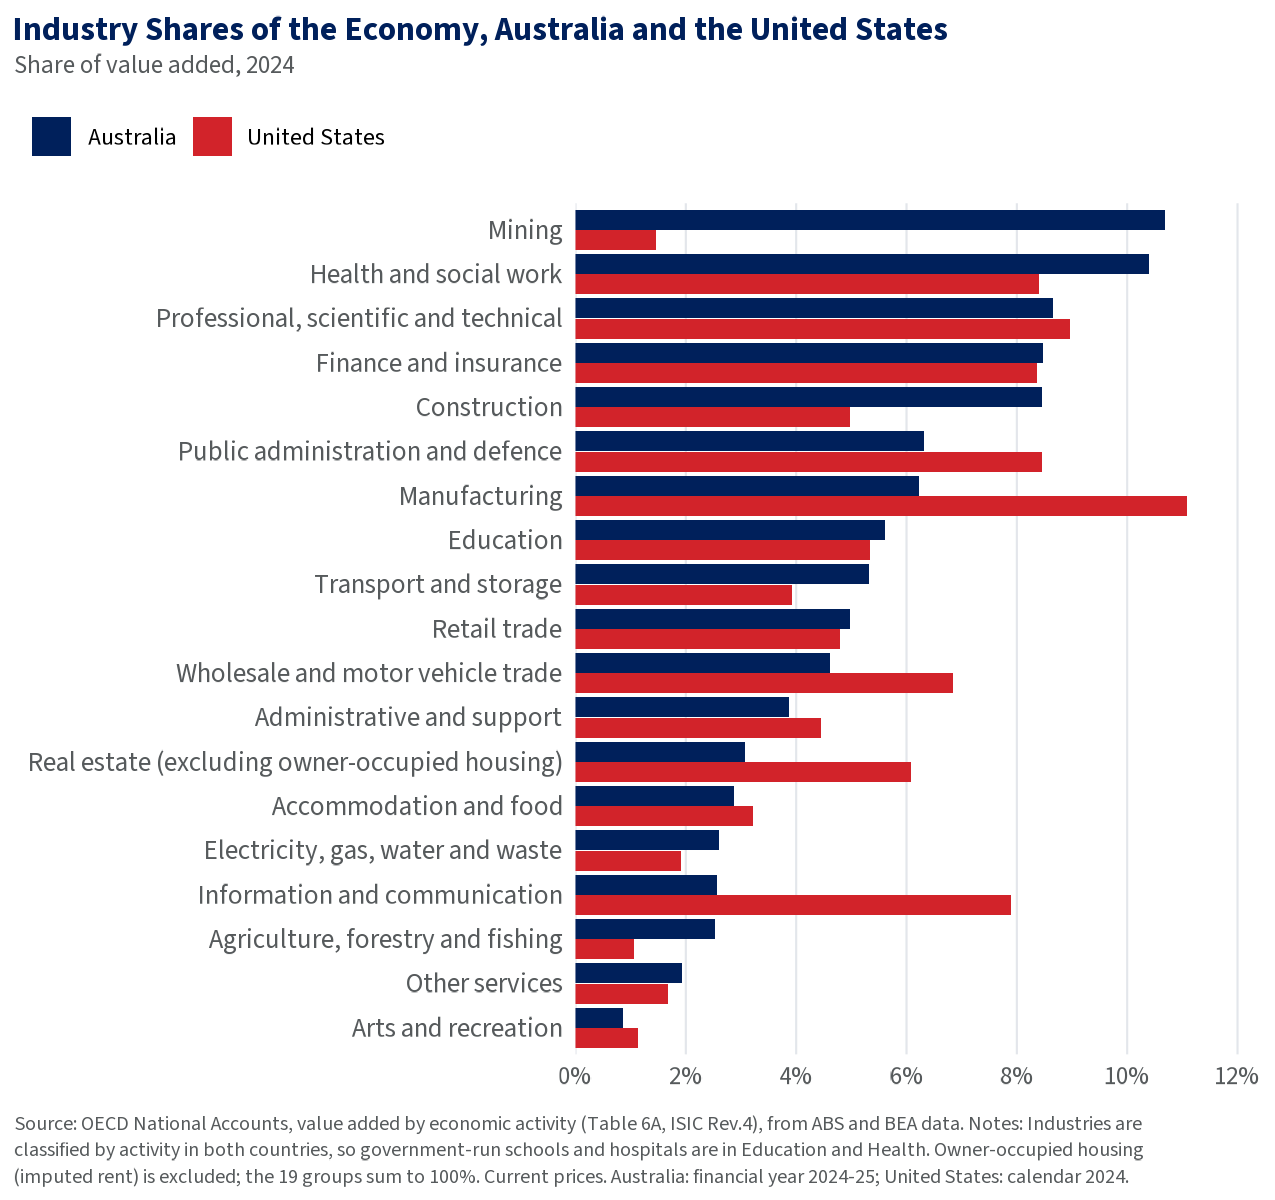 Industry Shares of the Economy, Australia and the United States
Share of value added, 2024
Australia
United States
Mining
Health and social work
Professional, scientific and technical
Finance and insurance
Construction
Public administration and defence
Manufacturing
Education
Transport and storage
Retail trade
Wholesale and motor vehicle trade
Administrative and support
Real estate (excluding owner-occupied housing)
Accommodation and food
Electricity, gas, water and waste
Information and communication
Agriculture, forestry and fishing
Other services
Arts and recreation
0% 2% 4% 6% 8% 10% 12%
Source: OECD National Accounts, value added by economic activity (Table 6A, ISIC Rev.4), from ABS and BEA data. Notes: Industries are
classified by activity in both countries, so government-run schools and hospitals are in Education and Health. Owner-occupied housing
(imputed rent) is excluded; the 19 groups sum to 100%. Current prices. Australia: financial year 2024-25; United States: calendar 2024.